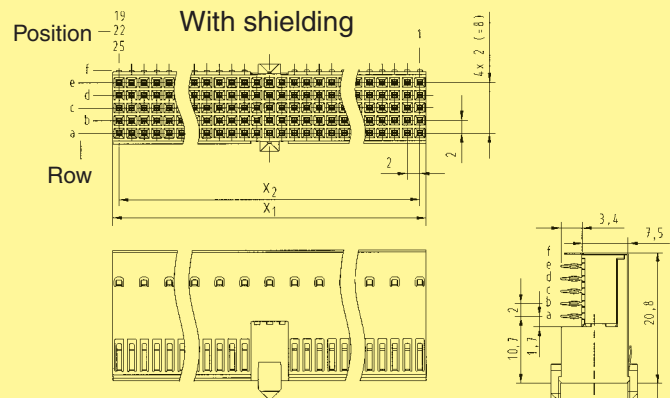 With shielding
Position
19
22
25
1
4x 2 (=8)
f
e
d
c
b
a
Row
2
2
X2
X1
3,4
7,5
f
e
d
c
b
a
2
1,7
10,7
20,8